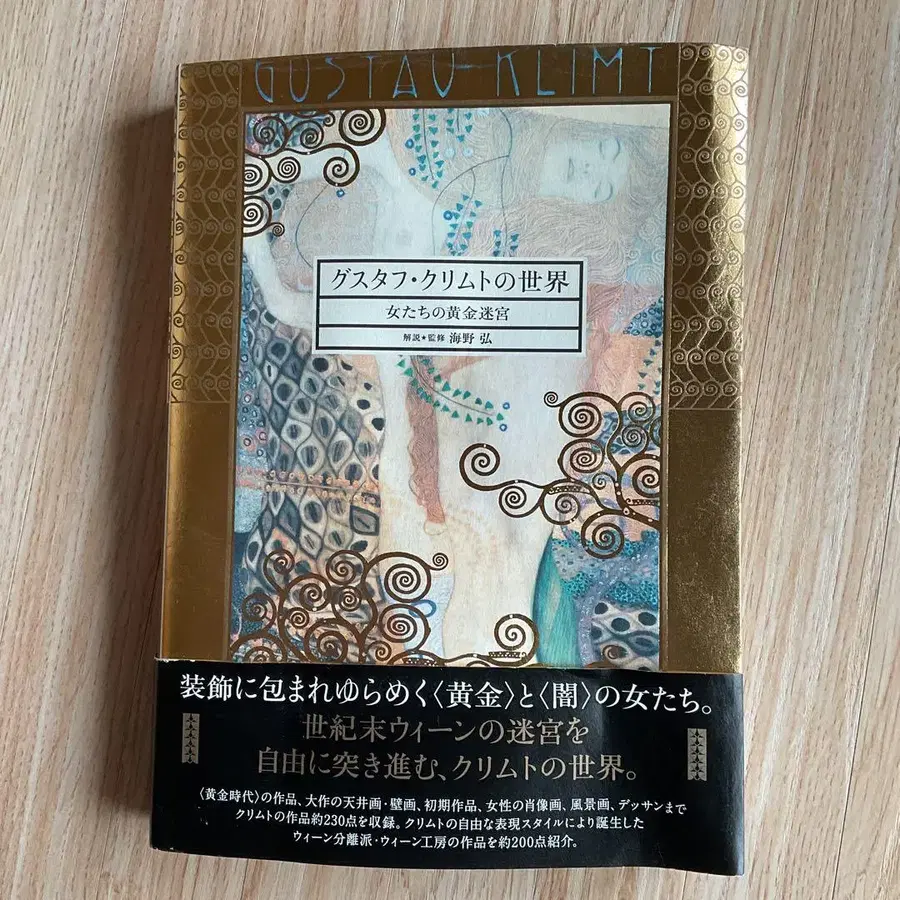 GUSTAV KLIMT
グスタフ・クリムトの世界
女たちの黄金迷宮
解説★監修 海野 弘
装飾に包まれゆらめく〈黄金〉と〈闇〉の女たち。
世紀末ウィーンの迷宮を
自由に突き進む、クリムトの世界。
〈黄金時代〉の作品、大作の天井画・壁画、初期作品、女性の肖像画、風景画、デッサンまで
クリムトの作品約230点を収録。クリムトの自由な表現スタイルにより誕生した
ウィーン分離派・ウィーン工房の作品を約200点紹介。